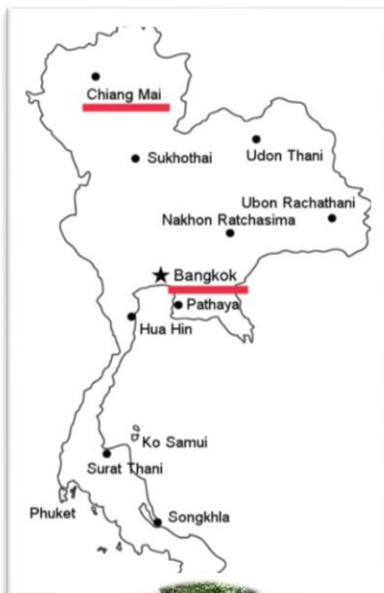 Chiang Mai
Sukhothai
Udon Thani
Ubon Rachathani
Nakhon Ratchasima
Bangkok
Pathaya
Hua Hin
Ko Samui
Surat Thani
Phuket
Songkhla